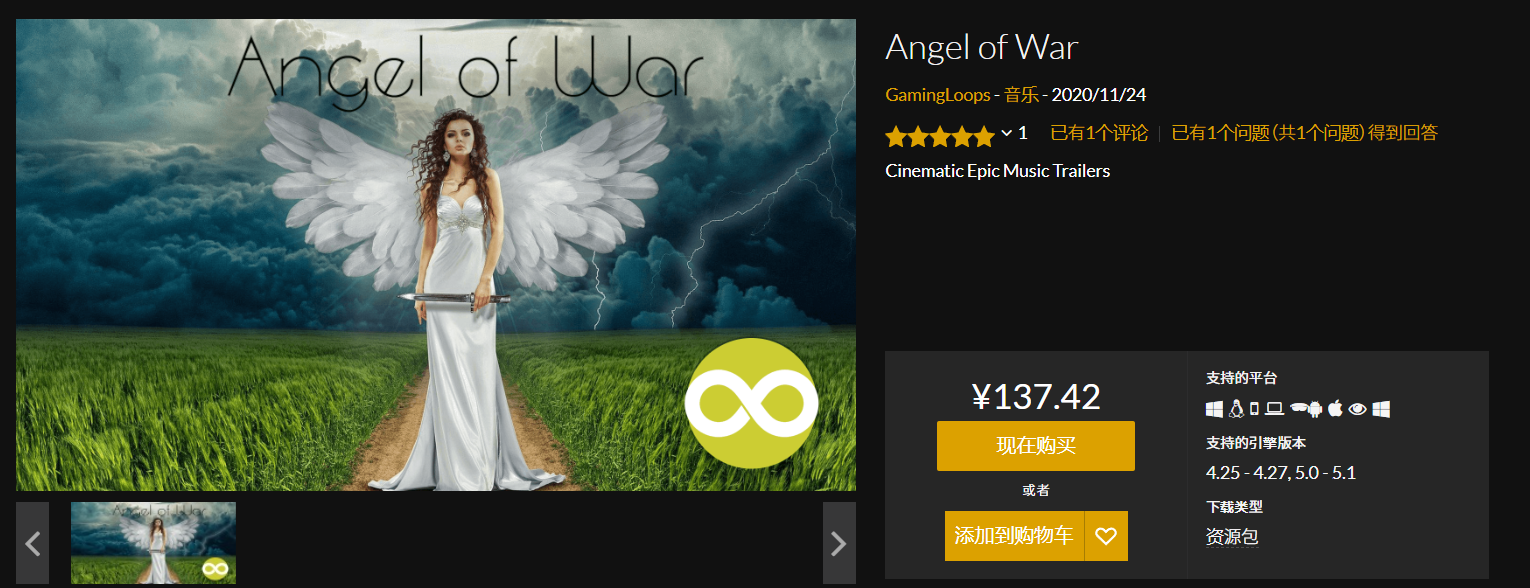 Angel of War
Angel of War
GamingLoops - 音乐 - 2020/11/24
1 已有1个评论 | 已有1个问题 (共1个问题) 得到回答
Cinematic Epic Music Trailers
¥137.42
现在购买
或者
添加到购物车
支持的平台
支持的引擎版本
4.25 - 4.27, 5.0 - 5.1
下载类型
资源包
Angel of War